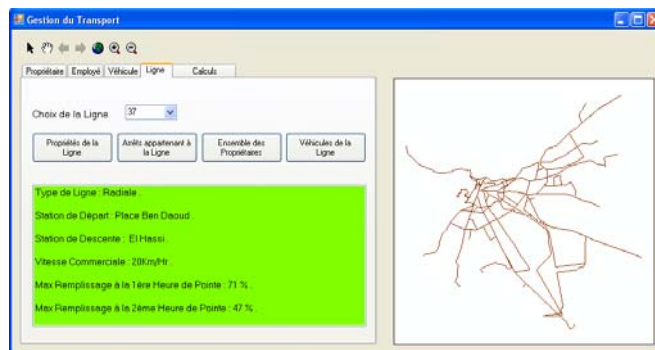 Gestion du Transport
Propriétaire Employé Véhicule Ligne Calculs
Choix de la Ligne 37
Propriétés de la Ligne
Arrêts appartenant à la Ligne
Ensemble des Propriétaires
Véhicules de la Ligne
Type de Ligne : Radiale .
Station de Départ : Place Ben Daoud .
Station de Descente : El Hassi .
Vitesse Commerciale : 20Km/Hr .
Max Remplissage à la 1ère Heure de Pointe : 71 % .
Max Remplissage à la 2ème Heure de Pointe : 47 % .